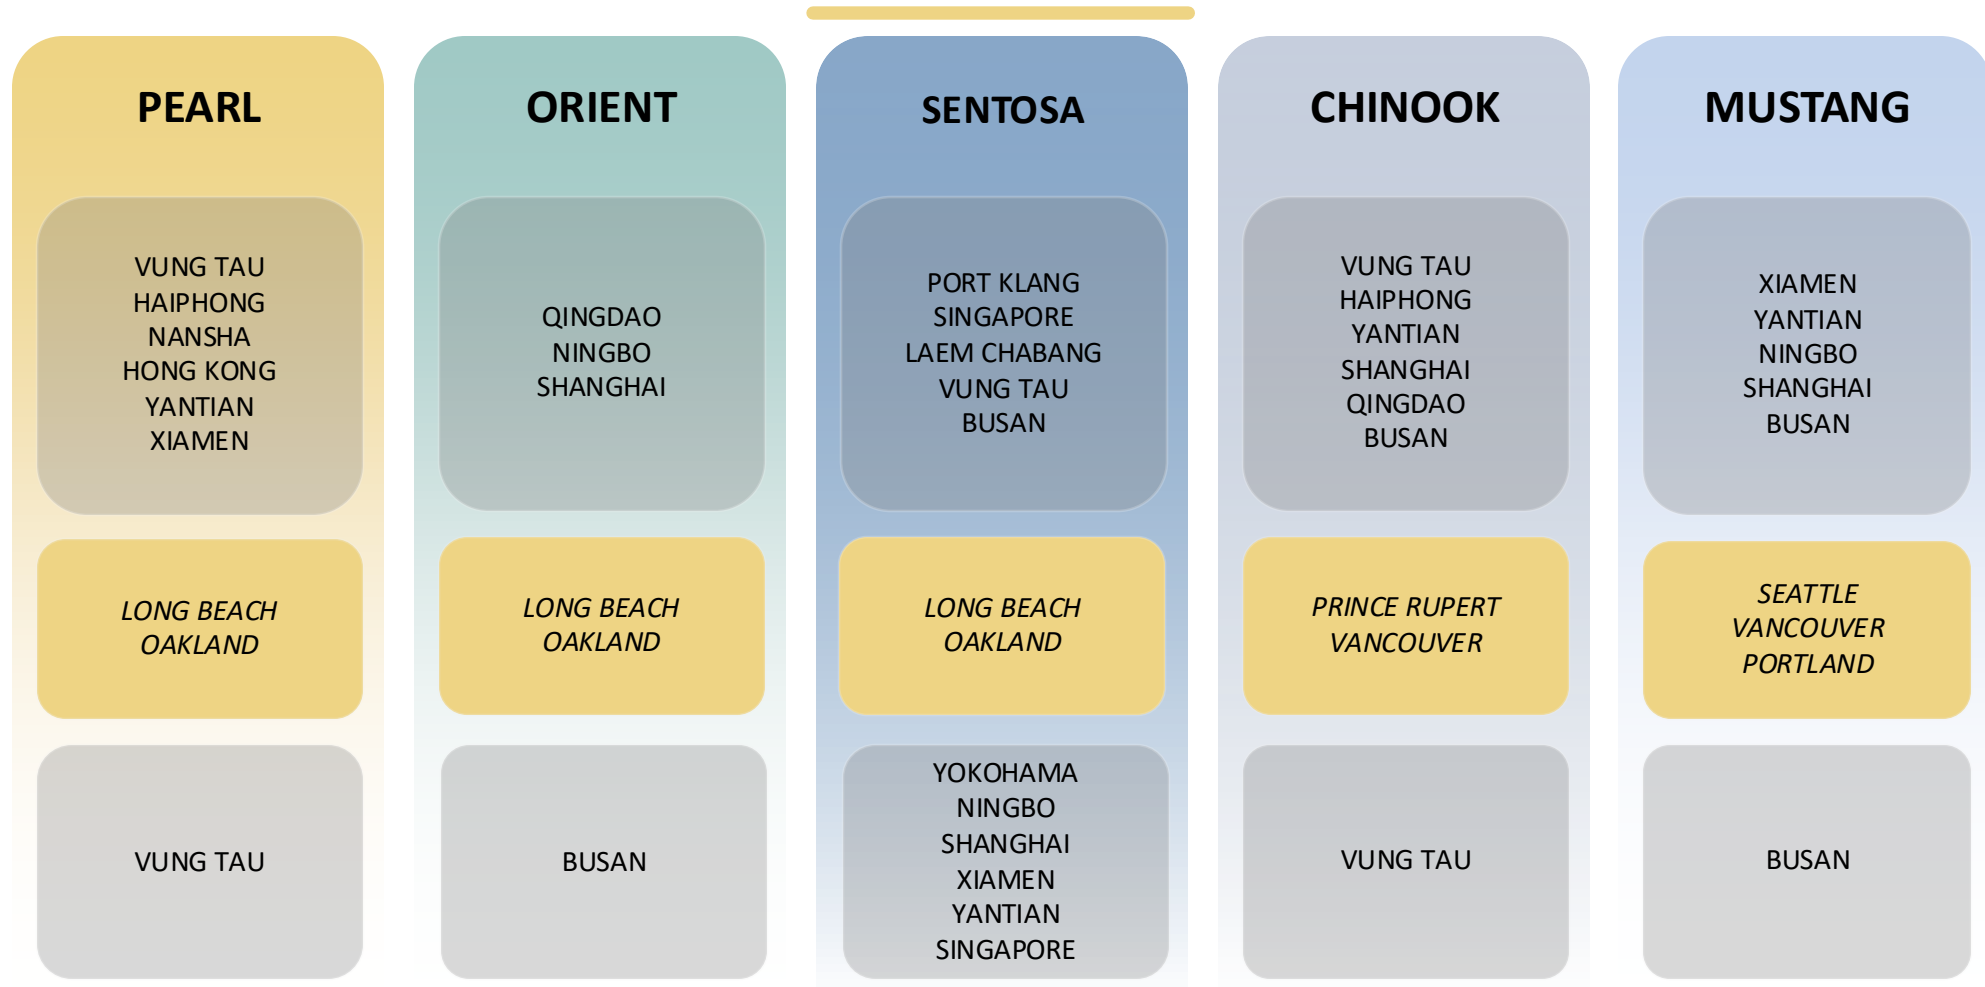 PEARL
VUNG TAU
HAIPHONG
NANSHA
HONG KONG
YANTIAN
XIAMEN
LONG BEACH
OAKLAND
VUNG TAU
ORIENT
QINGDAO
NINGBO
SHANGHAI
LONG BEACH
OAKLAND
BUSAN
SENTOSA
PORT KLANG
SINGAPORE
LAEM CHABANG
VUNG TAU
BUSAN
LONG BEACH
OAKLAND
YOKOHAMA
NINGBO
SHANGHAI
XIAMEN
YANTIAN
SINGAPORE
CHINOOK
VUNG TAU
HAIPHONG
YANTIAN
SHANGHAI
QINGDAO
BUSAN
PRINCE RUPERT
VANCOUVER
VUNG TAU
MUSTANG
XIAMEN
YANTIAN
NINGBO
SHANGHAI
BUSAN
SEATTLE
VANCOUVER
PORTLAND
BUSAN